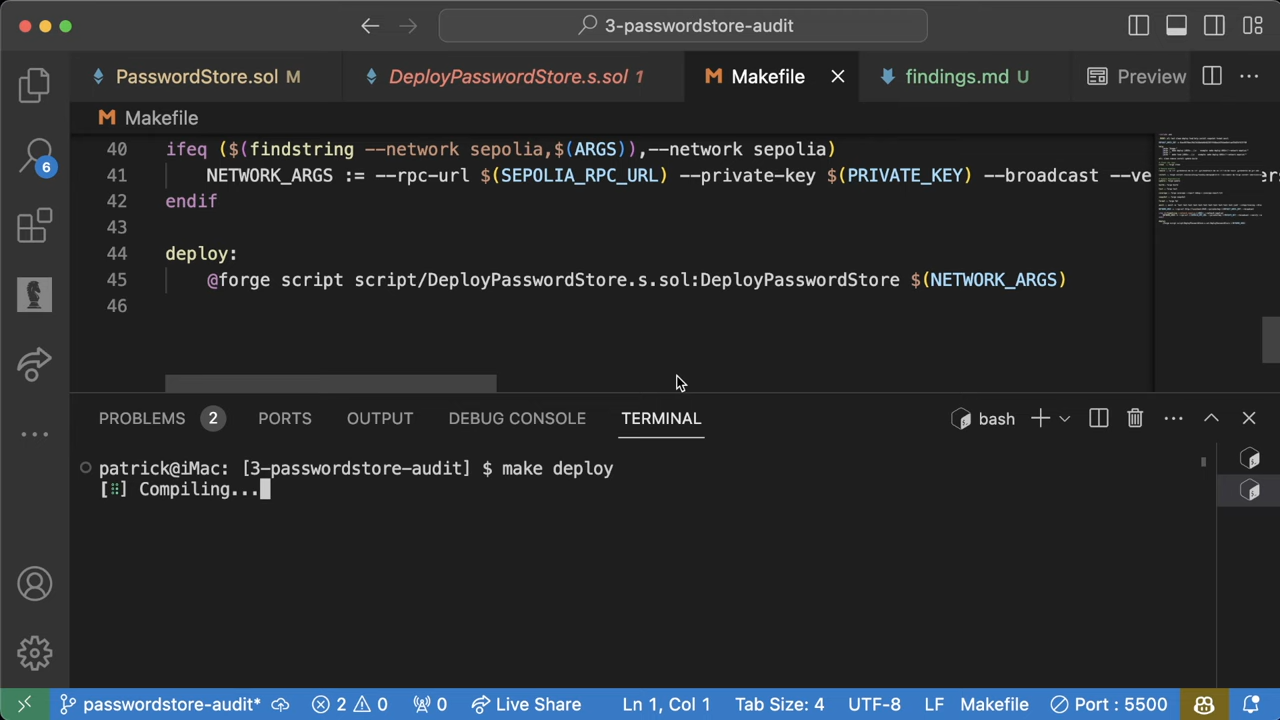 3-passwordstore-audit
PasswordStore.sol M
DeployPasswordStore.s.sol 1
Makefile
findings.md U
Preview
Makefile
40 ifeq ($(findstring --network sepolia,$(ARGS)),--network sepolia)
41 NETWORK_ARGS := --rpc-url $(SEPOLIA_RPC_URL) --private-key $(PRIVATE_KEY) --broadcast --ve
42 endif
43
44 deploy:
45 @forge script script/DeployPasswordStore.s.sol:DeployPasswordStore $(NETWORK_ARGS)
46
6
PROBLEMS 2 PORTS OUTPUT DEBUG CONSOLE TERMINAL
bash
patrick@iMac: [3-passwordstore-audit] $ make deploy
[⠿] Compiling...
passwordstore-audit* 2 0 0 Live Share Ln 1, Col 1 Tab Size: 4 UTF-8 LF Makefile Port : 5500